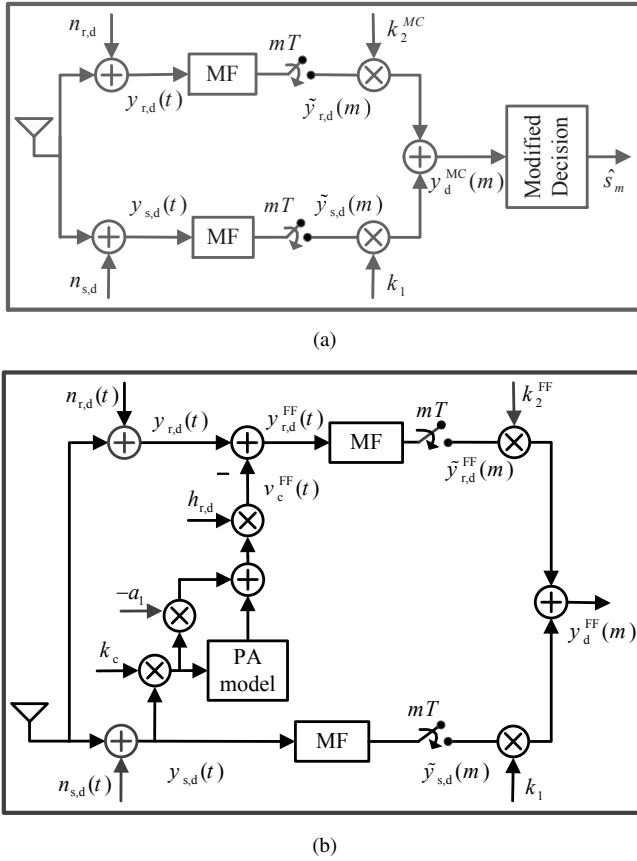 n_{r,d}
mT
k_2^{MC}
MF
y_{r,d}(t)
ỹ_{r,d}(m)
y_d^{MC}(m)
Modified
Decision
ŝ_m
y_{s,d}(t)
mT
ỹ_{s,d}(m)
MF
n_{s,d}
k_1
(a)
n_{r,d}(t)
k_2^{FF}
y_{r,d}(t)
y_{r,d}^{FF}(t)
mT
MF
−
v_c^{FF}(t)
ỹ_{r,d}^{FF}(m)
h_{r,d}
−a_1
k_c
PA
model
y_d^{FF}(m)
mT
MF
n_{s,d}(t)
y_{s,d}(t)
ỹ_{s,d}(m)
k_1
(b)